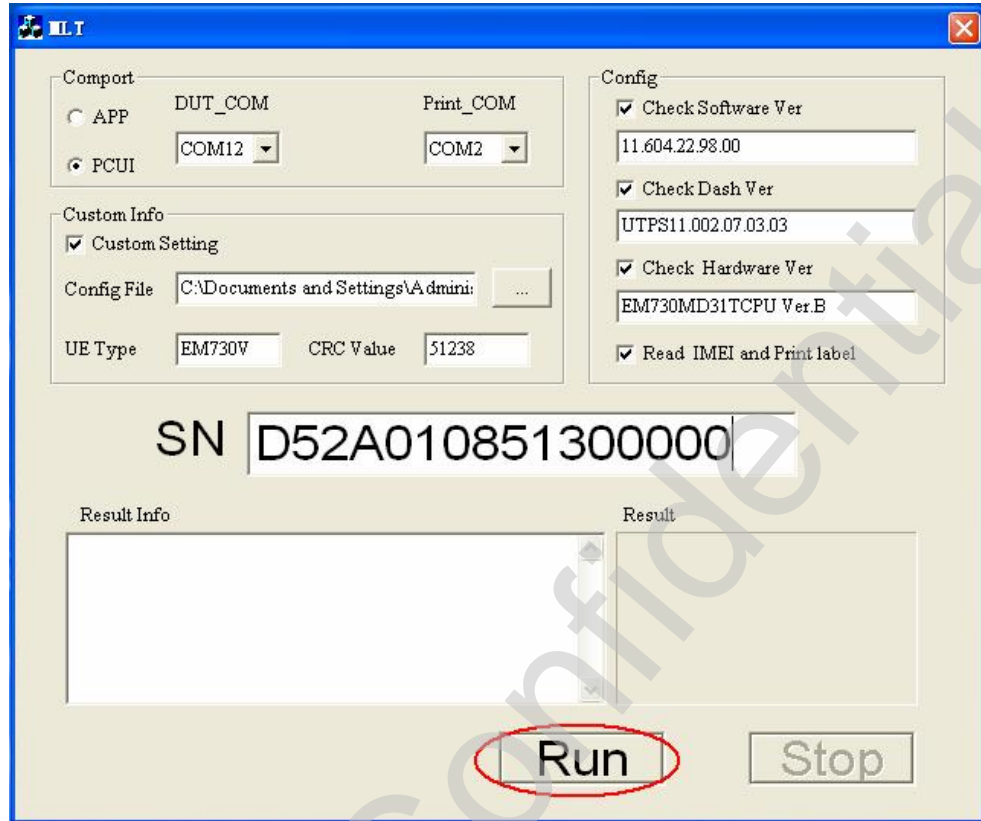 MLT
Comport
APP
PCUI
DUT_COM
COM12
Print_COM
COM2
Custom Info
Custom Setting
Config File C:\Documents and Settings\Adminis ...
UE Type EM730V CRC Value 51238
Config
Check Software Ver
11.604.22.98.00
Check Dash Ver
UTPS11.002.07.03.03
Check Hardware Ver
EM730MD31TCPU Ver.B
Read IMEI and Print label
SN D52A010851300000
Result Info
Result
Run
Stop
Confidential